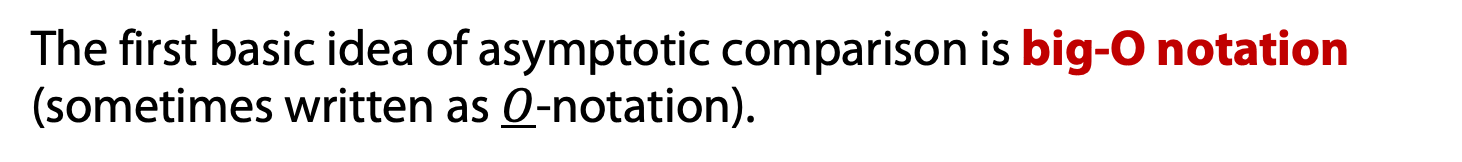 The first basic idea of asymptotic comparison is big-O notation
(sometimes written as O-notation).